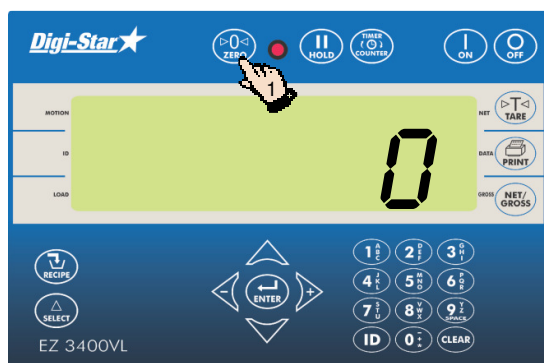 Digi-Star
▷0◁ ZERO
HOLD
TIMER COUNTER
ON
OFF
1
MOTION
NET
▷T◁ TARE
ID
DATA
PRINT
LOAD
GROSS
NET/ GROSS
0
RECIPE
SELECT
ENTER
1 A B C
2 D E F
3 G H I
4 J K L
5 M N O
6 P Q R
7 S T U
8 V W X
9 Y Z SPACE
ID
0 - . *
CLEAR
EZ 3400VL